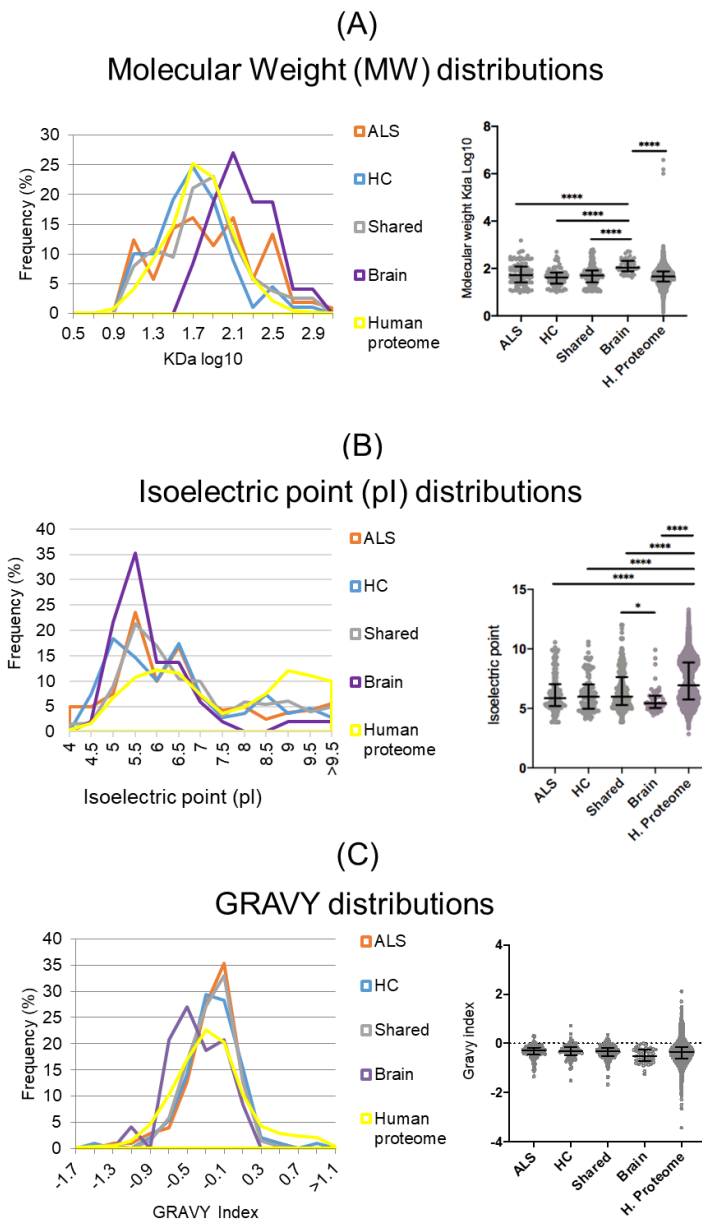 (A)
Molecular Weight (MW) distributions
30
25
20
15
10
5
0
Frequency (%)
0.5 0.9 1.3 1.7 2.1 2.5 2.9
KDa log10
ALS
HC
Shared
Brain
Human
proteome
8
6
4
2
0
Molecular weight Kda Log10
****
****
****
****
ALS
HC
Shared
Brain
H. Proteome
(B)
Isoelectric point (pI) distributions
40
35
30
25
20
15
10
5
0
Frequency (%)
4
4.5
5
5.5
6
6.5
7
7.5
8
8.5
9
9.5
>9.5
Isoelectric point (pI)
ALS
HC
Shared
Brain
Human
proteome
15
10
5
0
Isoelectric point
****
****
****
****
*
ALS
HC
Shared
Brain
H. Proteome
(C)
GRAVY distributions
40
35
30
25
20
15
10
5
0
Frequency (%)
-1.7
-1.3
-0.9
-0.5
-0.1
0.3
0.7
>1.1
GRAVY Index
ALS
HC
Shared
Brain
Human
proteome
4
2
0
-2
-4
Gravy index
ALS
HC
Shared
Brain
H. Proteome